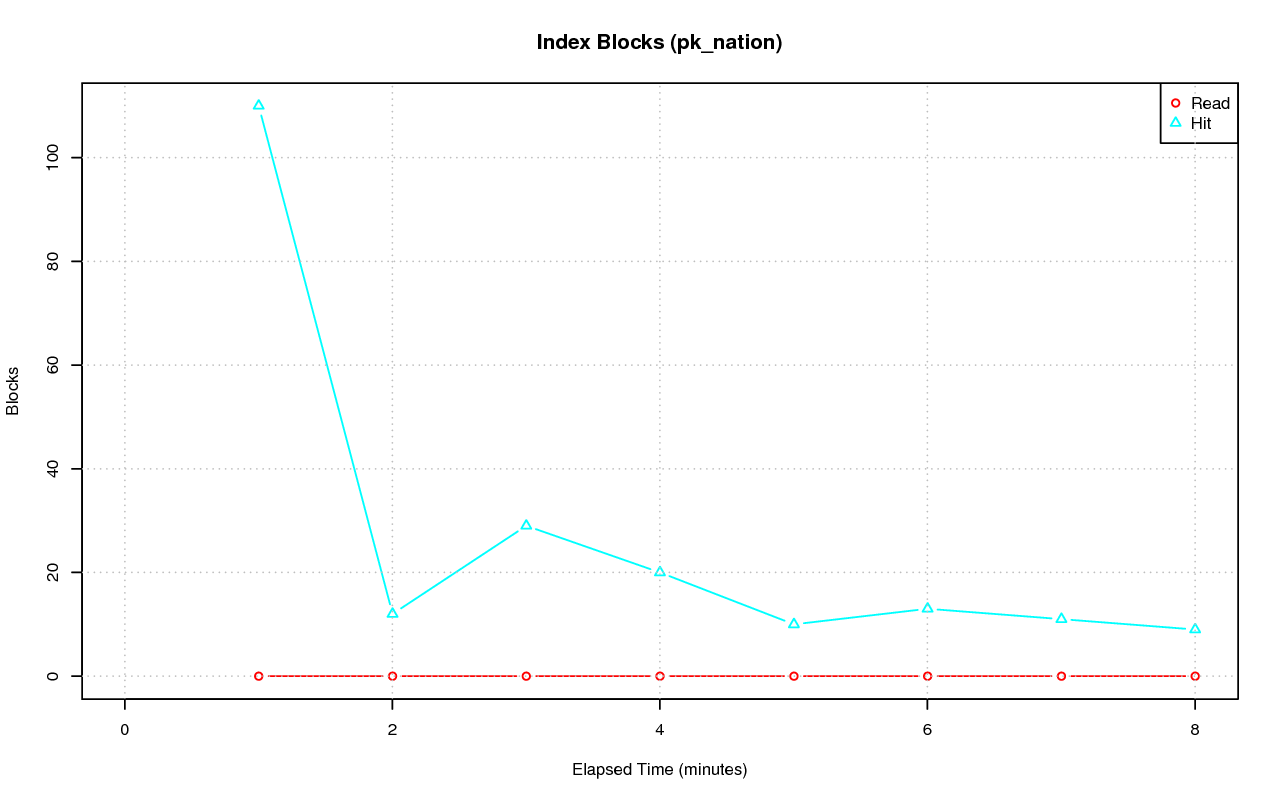 Index Blocks (pk_nation)
Read
Hit
100
80
60
40
20
0
Blocks
0 2 4 6 8
Elapsed Time (minutes)